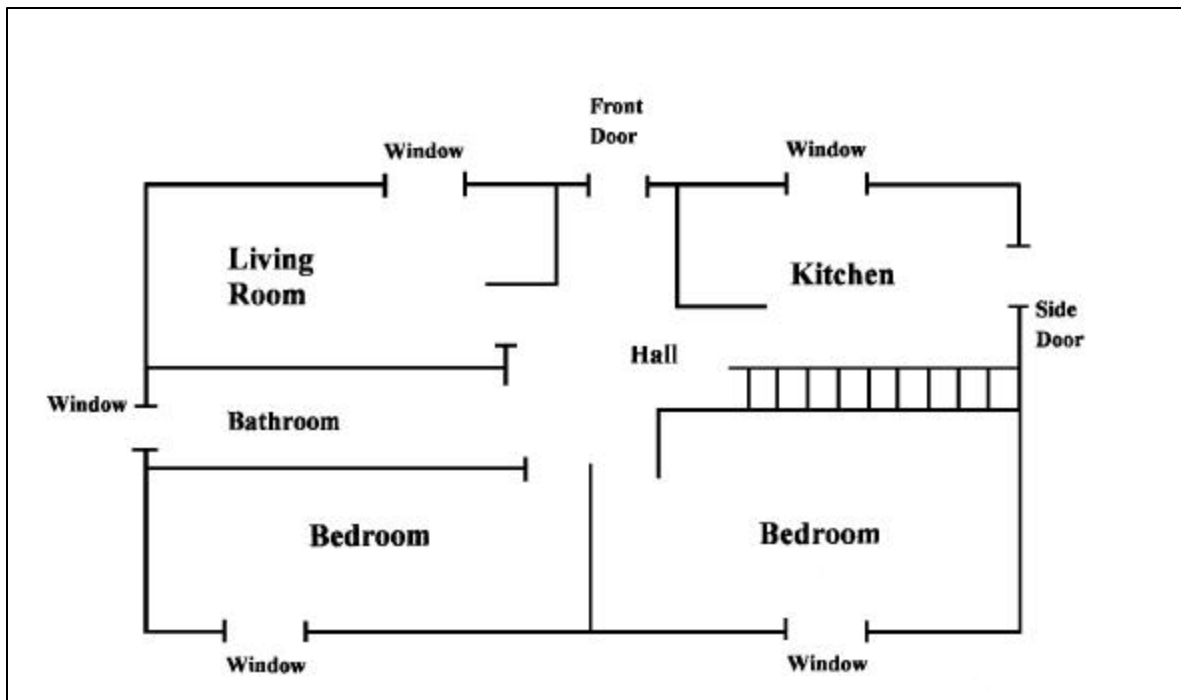 Front
Door
Window
Window
Living
Room
Kitchen
Side
Door
Hall
Window
Bathroom
Bedroom
Bedroom
Window
Window